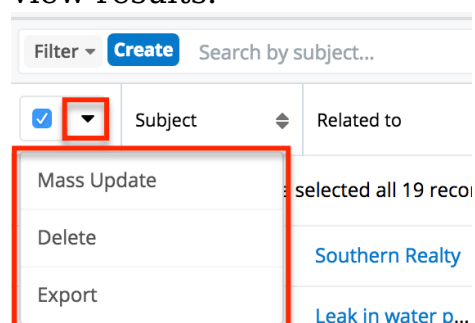 view results.
Filter Create Search by subject...
Subject Related to
Mass Update
selected all 19 recor
Delete
Southern Realty
Export
Leak in water p...